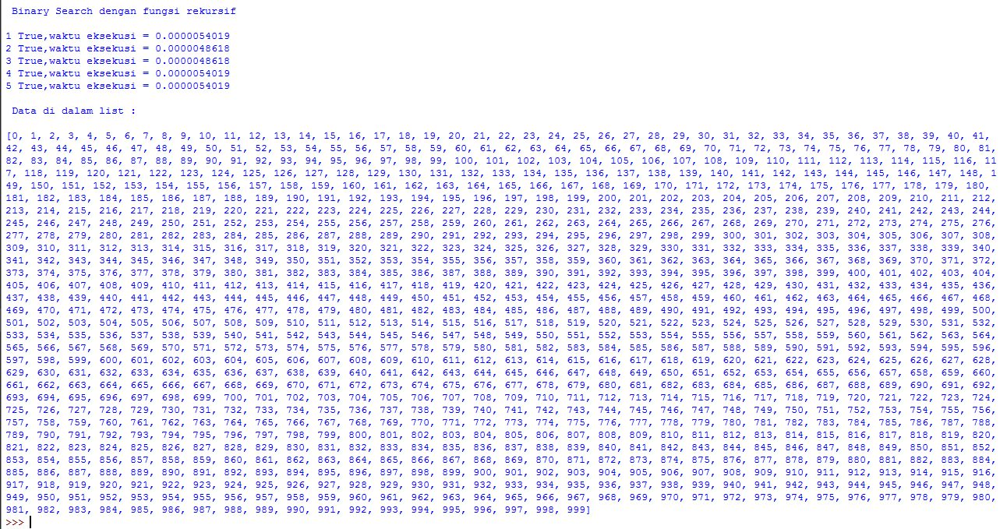 Binary Search dengan fungsi rekursif
1 True,waktu eksekusi = 0.0000054019
2 True,waktu eksekusi = 0.0000048618
3 True,waktu eksekusi = 0.0000048618
4 True,waktu eksekusi = 0.0000054019
5 True,waktu eksekusi = 0.0000054019
Data di dalam list :
[0, 1, 2, 3, 4, 5, 6, 7, 8, 9, 10, 11, 12, 13, 14, 15, 16, 17, 18, 19, 20, 21, 22, 23, 24, 25, 26, 27, 28, 29, 30, 31, 32, 33, 34, 35, 36, 37, 38, 39, 40, 41,
42, 43, 44, 45, 46, 47, 48, 49, 50, 51, 52, 53, 54, 55, 56, 57, 58, 59, 60, 61, 62, 63, 64, 65, 66, 67, 68, 69, 70, 71, 72, 73, 74, 75, 76, 77, 78, 79, 80, 81,
82, 83, 84, 85, 86, 87, 88, 89, 90, 91, 92, 93, 94, 95, 96, 97, 98, 99, 100, 101, 102, 103, 104, 105, 106, 107, 108, 109, 110, 111, 112, 113, 114, 115, 116, 11
7, 118, 119, 120, 121, 122, 123, 124, 125, 126, 127, 128, 129, 130, 131, 132, 133, 134, 135, 136, 137, 138, 139, 140, 141, 142, 143, 144, 145, 146, 147, 148, 1
49, 150, 151, 152, 153, 154, 155, 156, 157, 158, 159, 160, 161, 162, 163, 164, 165, 166, 167, 168, 169, 170, 171, 172, 173, 174, 175, 176, 177, 178, 179, 180,
181, 182, 183, 184, 185, 186, 187, 188, 189, 190, 191, 192, 193, 194, 195, 196, 197, 198, 199, 200, 201, 202, 203, 204, 205, 206, 207, 208, 209, 210, 211, 212,
213, 214, 215, 216, 217, 218, 219, 220, 221, 222, 223, 224, 225, 226, 227, 228, 229, 230, 231, 232, 233, 234, 235, 236, 237, 238, 239, 240, 241, 242, 243, 244,
245, 246, 247, 248, 249, 250, 251, 252, 253, 254, 255, 256, 257, 258, 259, 260, 261, 262, 263, 264, 265, 266, 267, 268, 269, 270, 271, 272, 273, 274, 275, 276,
277, 278, 279, 280, 281, 282, 283, 284, 285, 286, 287, 288, 289, 290, 291, 292, 293, 294, 295, 296, 297, 298, 299, 300, 301, 302, 303, 304, 305, 306, 307, 308,
309, 310, 311, 312, 313, 314, 315, 316, 317, 318, 319, 320, 321, 322, 323, 324, 325, 326, 327, 328, 329, 330, 331, 332, 333, 334, 335, 336, 337, 338, 339, 340,
341, 342, 343, 344, 345, 346, 347, 348, 349, 350, 351, 352, 353, 354, 355, 356, 357, 358, 359, 360, 361, 362, 363, 364, 365, 366, 367, 368, 369, 370, 371, 372,
373, 374, 375, 376, 377, 378, 379, 380, 381, 382, 383, 384, 385, 386, 387, 388, 389, 390, 391, 392, 393, 394, 395, 396, 397, 398, 399, 400, 401, 402, 403, 404,
405, 406, 407, 408, 409, 410, 411, 412, 413, 414, 415, 416, 417, 418, 419, 420, 421, 422, 423, 424, 425, 426, 427, 428, 429, 430, 431, 432, 433, 434, 435, 436,
437, 438, 439, 440, 441, 442, 443, 444, 445, 446, 447, 448, 449, 450, 451, 452, 453, 454, 455, 456, 457, 458, 459, 460, 461, 462, 463, 464, 465, 466, 467, 468,
469, 470, 471, 472, 473, 474, 475, 476, 477, 478, 479, 480, 481, 482, 483, 484, 485, 486, 487, 488, 489, 490, 491, 492, 493, 494, 495, 496, 497, 498, 499, 500,
501, 502, 503, 504, 505, 506, 507, 508, 509, 510, 511, 512, 513, 514, 515, 516, 517, 518, 519, 520, 521, 522, 523, 524, 525, 526, 527, 528, 529, 530, 531, 532,
533, 534, 535, 536, 537, 538, 539, 540, 541, 542, 543, 544, 545, 546, 547, 548, 549, 550, 551, 552, 553, 554, 555, 556, 557, 558, 559, 560, 561, 562, 563, 564,
565, 566, 567, 568, 569, 570, 571, 572, 573, 574, 575, 576, 577, 578, 579, 580, 581, 582, 583, 584, 585, 586, 587, 588, 589, 590, 591, 592, 593, 594, 595, 596,
597, 598, 599, 600, 601, 602, 603, 604, 605, 606, 607, 608, 609, 610, 611, 612, 613, 614, 615, 616, 617, 618, 619, 620, 621, 622, 623, 624, 625, 626, 627, 628,
629, 630, 631, 632, 633, 634, 635, 636, 637, 638, 639, 640, 641, 642, 643, 644, 645, 646, 647, 648, 649, 650, 651, 652, 653, 654, 655, 656, 657, 658, 659, 660,
661, 662, 663, 664, 665, 666, 667, 668, 669, 670, 671, 672, 673, 674, 675, 676, 677, 678, 679, 680, 681, 682, 683, 684, 685, 686, 687, 688, 689, 690, 691, 692,
693, 694, 695, 696, 697, 698, 699, 700, 701, 702, 703, 704, 705, 706, 707, 708, 709, 710, 711, 712, 713, 714, 715, 716, 717, 718, 719, 720, 721, 722, 723, 724,
725, 726, 727, 728, 729, 730, 731, 732, 733, 734, 735, 736, 737, 738, 739, 740, 741, 742, 743, 744, 745, 746, 747, 748, 749, 750, 751, 752, 753, 754, 755, 756,
757, 758, 759, 760, 761, 762, 763, 764, 765, 766, 767, 768, 769, 770, 771, 772, 773, 774, 775, 776, 777, 778, 779, 780, 781, 782, 783, 784, 785, 786, 787, 788,
789, 790, 791, 792, 793, 794, 795, 796, 797, 798, 799, 800, 801, 802, 803, 804, 805, 806, 807, 808, 809, 810, 811, 812, 813, 814, 815, 816, 817, 818, 819, 820,
821, 822, 823, 824, 825, 826, 827, 828, 829, 830, 831, 832, 833, 834, 835, 836, 837, 838, 839, 840, 841, 842, 843, 844, 845, 846, 847, 848, 849, 850, 851, 852,
853, 854, 855, 856, 857, 858, 859, 860, 861, 862, 863, 864, 865, 866, 867, 868, 869, 870, 871, 872, 873, 874, 875, 876, 877, 878, 879, 880, 881, 882, 883, 884,
885, 886, 887, 888, 889, 890, 891, 892, 893, 894, 895, 896, 897, 898, 899, 900, 901, 902, 903, 904, 905, 906, 907, 908, 909, 910, 911, 912, 913, 914, 915, 916,
917, 918, 919, 920, 921, 922, 923, 924, 925, 926, 927, 928, 929, 930, 931, 932, 933, 934, 935, 936, 937, 938, 939, 940, 941, 942, 943, 944, 945, 946, 947, 948,
949, 950, 951, 952, 953, 954, 955, 956, 957, 958, 959, 960, 961, 962, 963, 964, 965, 966, 967, 968, 969, 970, 971, 972, 973, 974, 975, 976, 977, 978, 979, 980,
981, 982, 983, 984, 985, 986, 987, 988, 989, 990, 991, 992, 993, 994, 995, 996, 997, 998, 999]
>>>